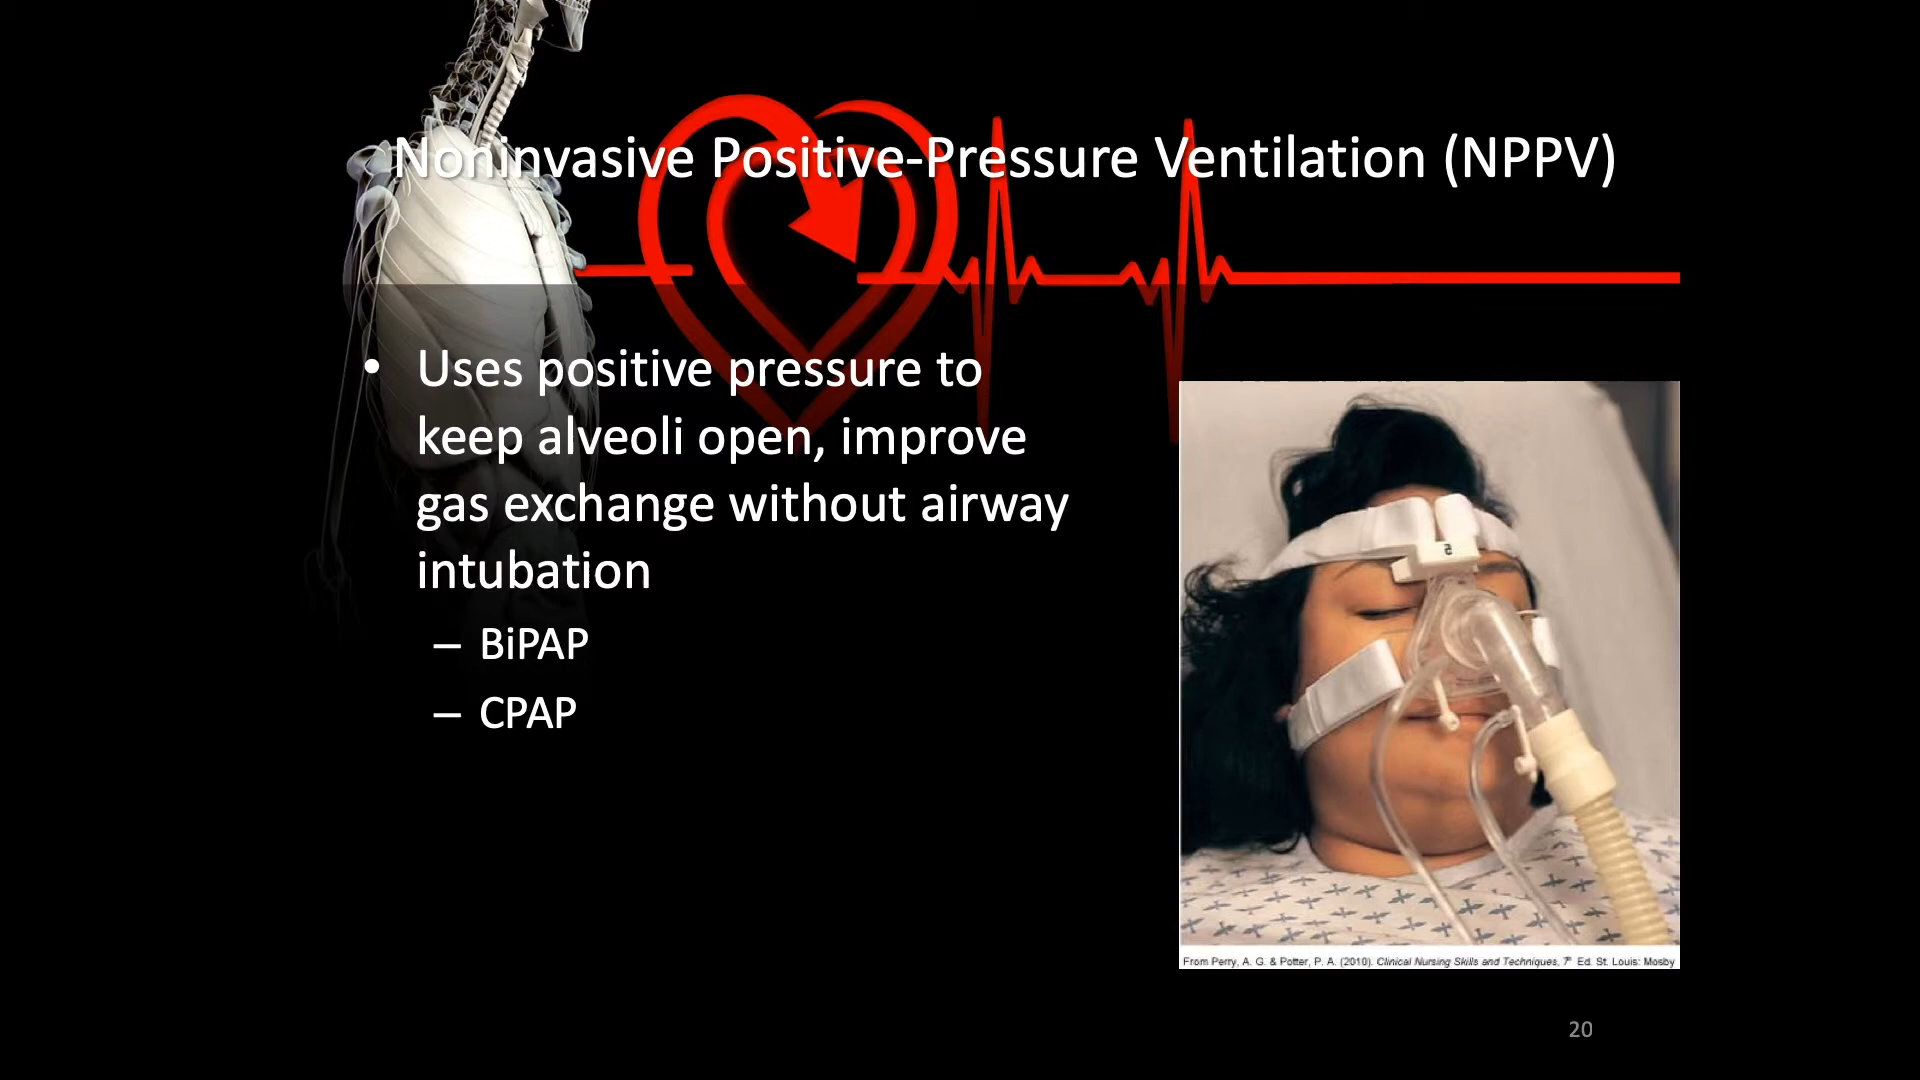 Noninvasive Positive-Pressure Ventilation (NPPV)
• Uses positive pressure to
keep alveoli open, improve
gas exchange without airway
intubation
– BiPAP
– CPAP
5
From Perry, A. G. & Potter, P. A. (2010). Clinical Nursing Skills and Techniques, 7th Ed. St. Louis: Mosby
20